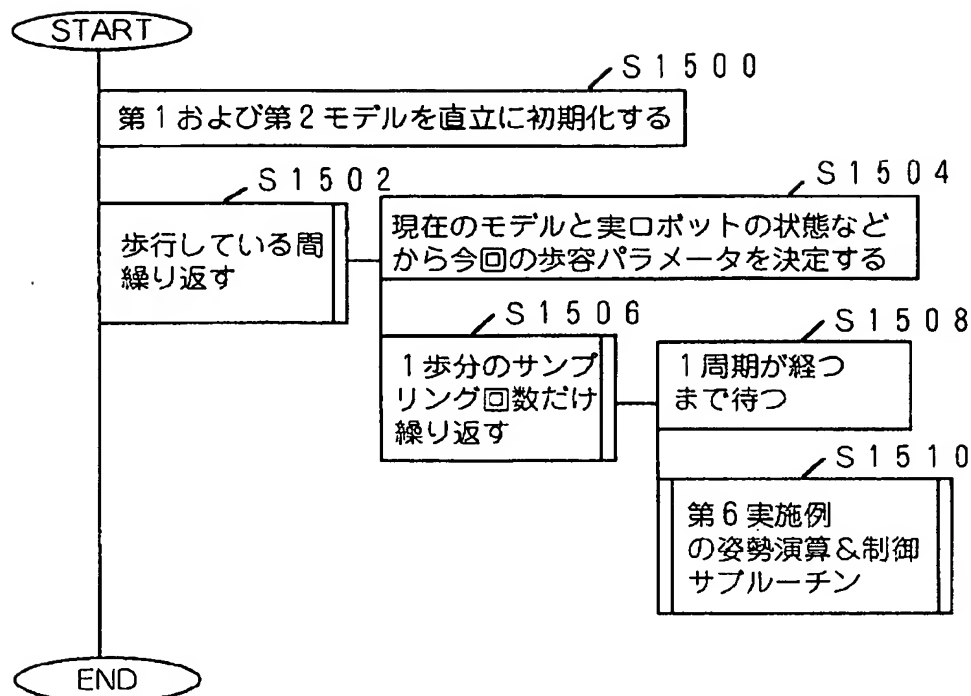 START
S1500
第1および第2モデルを直立に初期化する
S1502
歩行している間
繰り返す
S1504
現在のモデルと実ロボットの状態など
から今回の歩容パラメータを決定する
S1506
1歩分のサンプ
リング回数だけ
繰り返す
S1508
1周期が経つ
まで待つ
S1510
第6実施例
の姿勢演算&制御
サブルーチン
END